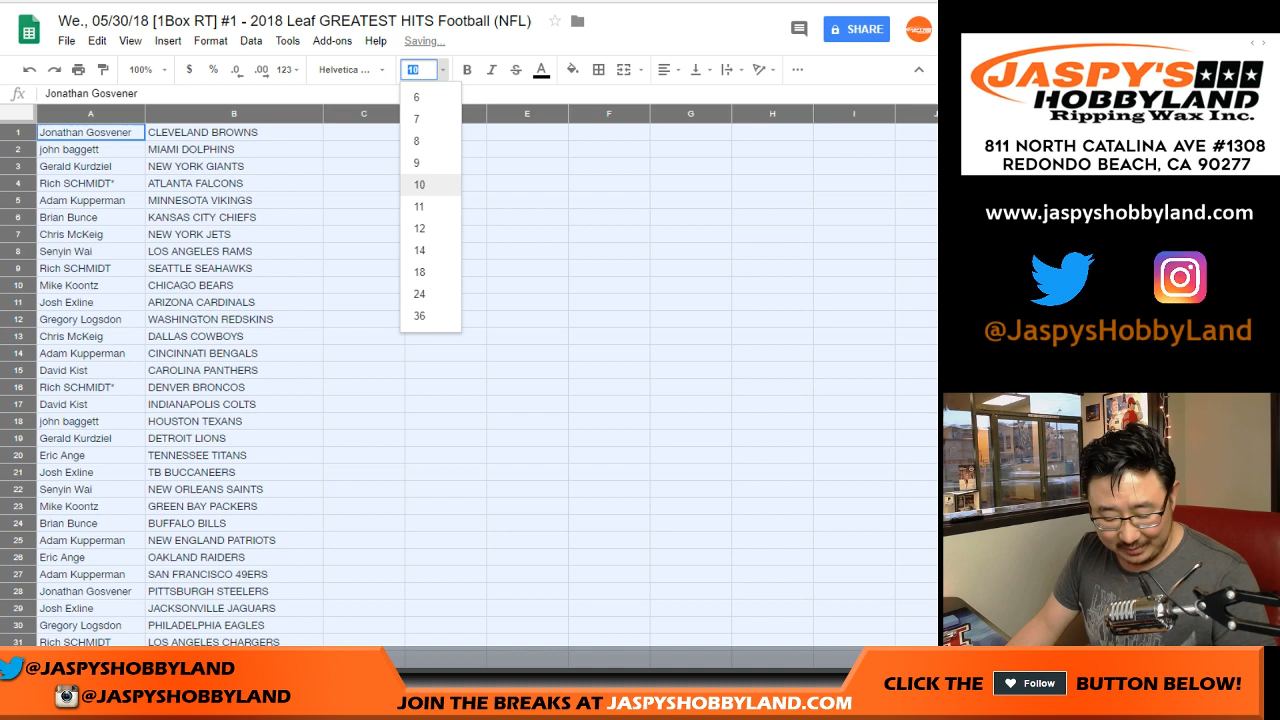 We., 05/30/18 [1Box RT] #1 - 2018 Leaf GREATEST HITS Football (NFL)
File Edit View Insert Format Data Tools Add-ons Help Saving...
SHARE
100% $ % .0 .00 123 Helvetica ... 10 B I S A
fx Jonathan Gosvener
A B C D E F G H I J
1 Jonathan Gosvener CLEVELAND BROWNS
2 john baggett MIAMI DOLPHINS
3 Gerald Kurdziel NEW YORK GIANTS
4 Rich SCHMIDT* ATLANTA FALCONS
5 Adam Kupperman MINNESOTA VIKINGS
6 Brian Bunce KANSAS CITY CHIEFS
7 Chris McKeig NEW YORK JETS
8 Senyin Wai LOS ANGELES RAMS
9 Rich SCHMIDT SEATTLE SEAHAWKS
10 Mike Koontz CHICAGO BEARS
11 Josh Exline ARIZONA CARDINALS
12 Gregory Logsdon WASHINGTON REDSKINS
13 Chris McKeig DALLAS COWBOYS
14 Adam Kupperman CINCINNATI BENGALS
15 David Kist CAROLINA PANTHERS
16 Rich SCHMIDT* DENVER BRONCOS
17 David Kist INDIANAPOLIS COLTS
18 john baggett HOUSTON TEXANS
19 Gerald Kurdziel DETROIT LIONS
20 Eric Ange TENNESSEE TITANS
21 Josh Exline TB BUCCANEERS
22 Senyin Wai NEW ORLEANS SAINTS
23 Mike Koontz GREEN BAY PACKERS
24 Brian Bunce BUFFALO BILLS
25 Adam Kupperman NEW ENGLAND PATRIOTS
26 Eric Ange OAKLAND RAIDERS
27 Adam Kupperman SAN FRANCISCO 49ERS
28 Jonathan Gosvener PITTSBURGH STEELERS
29 Josh Exline JACKSONVILLE JAGUARS
30 Gregory Logsdon PHILADELPHIA EAGLES
31 Rich SCHMIDT LOS ANGELES CHARGERS
6
7
8
9
10
11
12
14
18
24
36
JASPY'S
HOBBYLAND
Ripping Wax Inc.
811 NORTH CATALINA AVE #1308
REDONDO BEACH, CA 90277
www.jaspyshobbyland.com
@JaspysHobbyLand
@JASPYSHOBBYLAND
@JASPYSHOBBYLAND
JOIN THE BREAKS AT JASPYSHOBBYLAND.COM
CLICK THE Follow BUTTON BELOW!